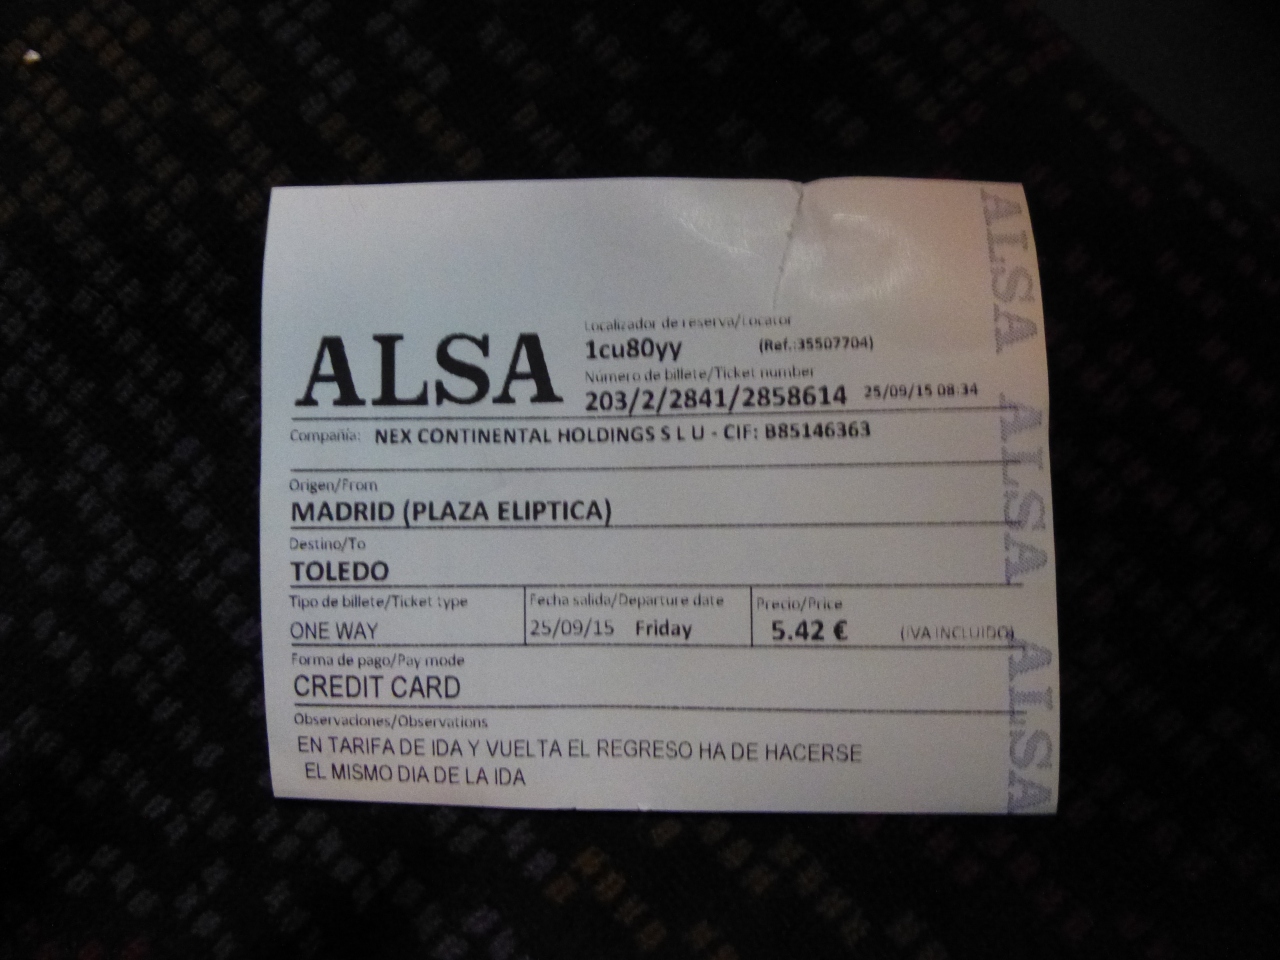 ALSA
Localizador de reserva/Locator
1cu80yy (Ref.:35507704)
Número de billete/Ticket number
203/2/2841/2858614 25/09/15 08:34
Compañía: NEX CONTINENTAL HOLDINGS S L U - CIF: B85146363
Origen/From
MADRID (PLAZA ELIPTICA)
Destino/To
TOLEDO
Tipo de billete/Ticket type Fecha salida/Departure date Precio/Price
ONE WAY 25/09/15 Friday 5.42 € (IVA INCLUIDO)
Forma de pago/Pay mode
CREDIT CARD
Observaciones/Observations
EN TARIFA DE IDA Y VUELTA EL REGRESO HA DE HACERSE
EL MISMO DIA DE LA IDA
ALSA
ALSA
ALSA